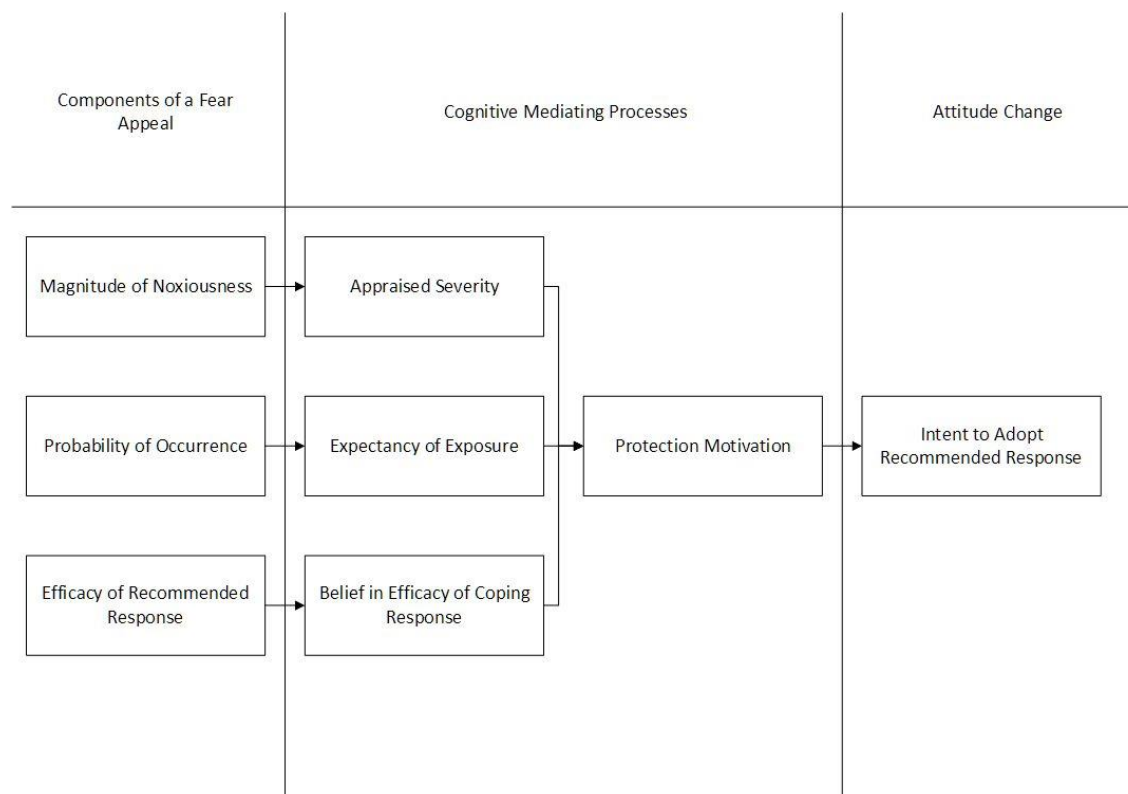 Components of a Fear
Appeal
Cognitive Mediating Processes
Attitude Change
Magnitude of Noxiousness
Appraised Severity
Probability of Occurrence
Expectancy of Exposure
Protection Motivation
Intent to Adopt
Recommended Response
Efficacy of Recommended
Response
Belief in Efficacy of Coping
Response